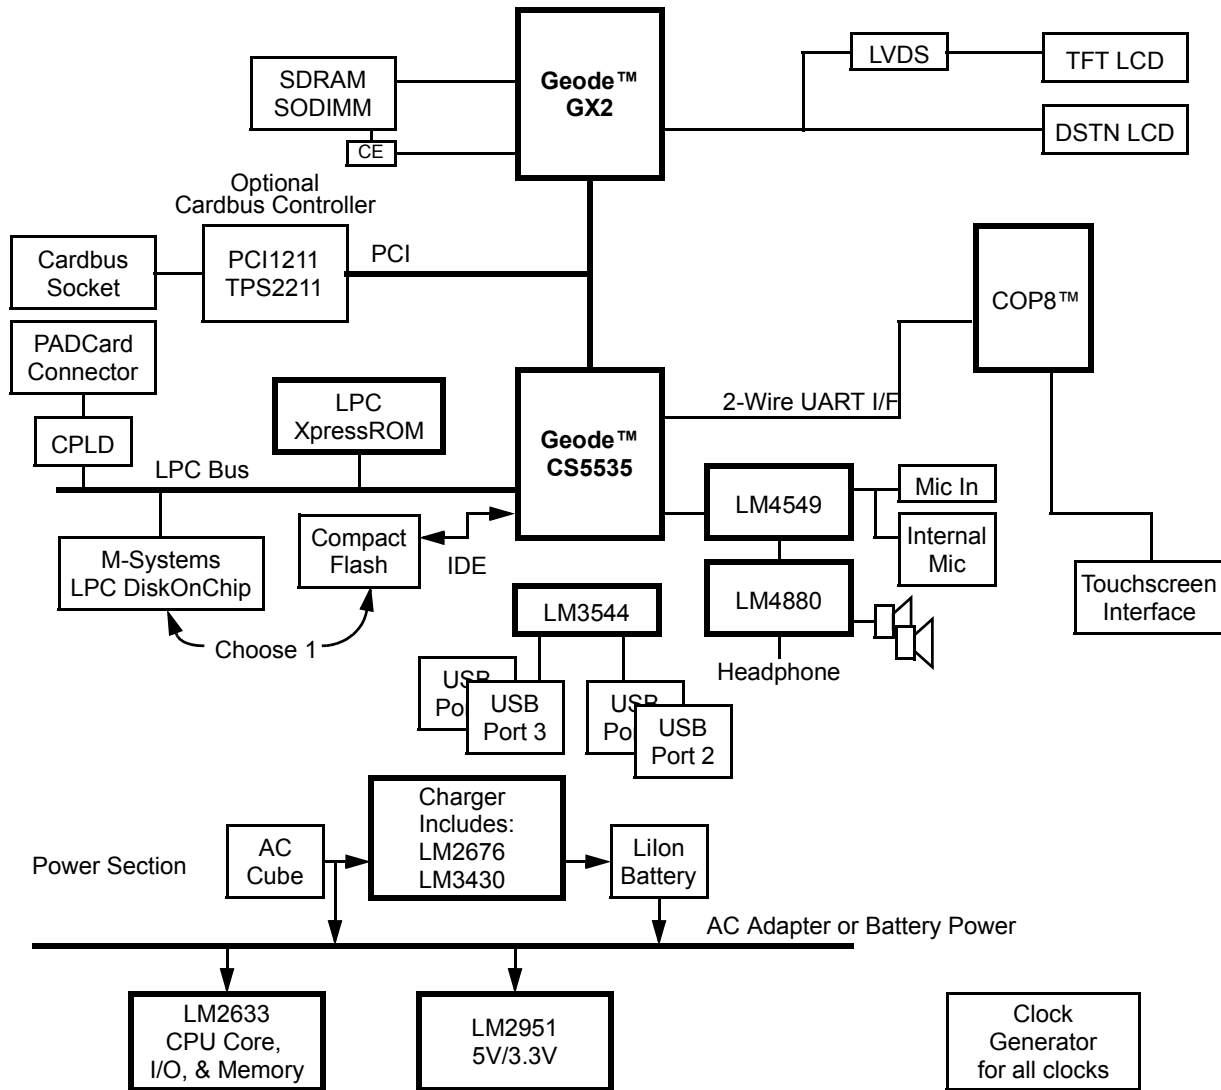 Geode™
GX2
SDRAM
SODIMM
CE
LVDS
TFT LCD
DSTN LCD
Optional
Cardbus Controller
Cardbus
Socket
PCI1211
TPS2211
PCI
COP8™
PADCard
Connector
CPLD
LPC
XpressROM
LPC Bus
Geode™
CS5535
2-Wire UART I/F
M-Systems
LPC DiskOnChip
Compact
Flash
IDE
Choose 1
LM4549
Mic In
Internal
Mic
LM4880
Headphone
Touchscreen
Interface
LM3544
USB
Po
USB
Port 3
USB
Po
USB
Port 2
Power Section
AC
Cube
Charger
Includes:
LM2676
LM3430
LiIon
Battery
AC Adapter or Battery Power
LM2633
CPU Core,
I/O, & Memory
LM2951
5V/3.3V
Clock
Generator
for all clocks